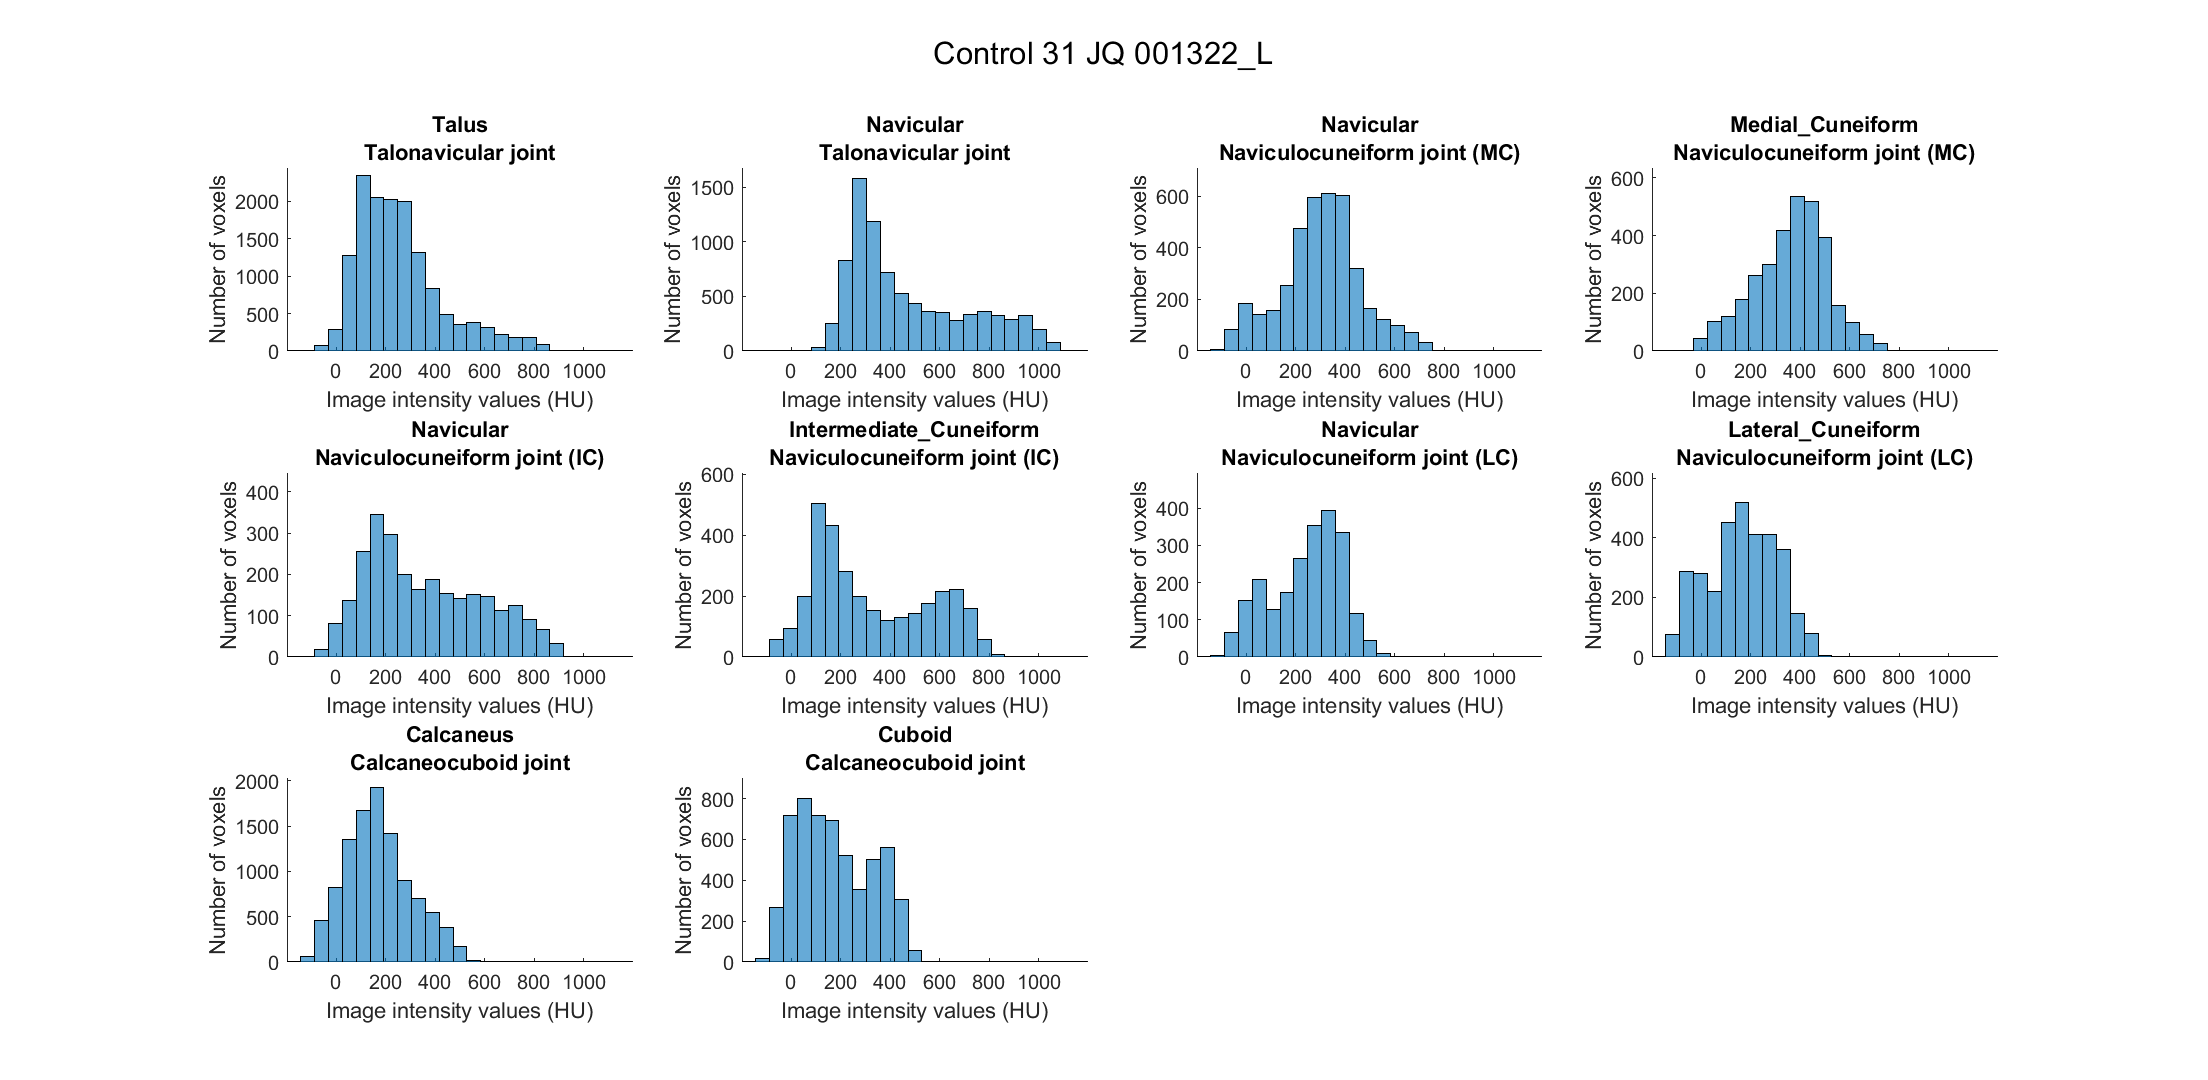 Control 31 JQ 001322_L
Talus
Talonavicular joint
Number of voxels
2000
1500
1000
500
0
0 200 400 600 800 1000
Image intensity values (HU)
Navicular
Talonavicular joint
Number of voxels
1500
1000
500
0
0 200 400 600 800 1000
Image intensity values (HU)
Navicular
Naviculocuneiform joint (MC)
Number of voxels
600
400
200
0
0 200 400 600 800 1000
Image intensity values (HU)
Medial_Cuneiform
Naviculocuneiform joint (MC)
Number of voxels
600
400
200
0
0 200 400 600 800 1000
Image intensity values (HU)
Navicular
Naviculocuneiform joint (IC)
Number of voxels
400
300
200
100
0
0 200 400 600 800 1000
Image intensity values (HU)
Intermediate_Cuneiform
Naviculocuneiform joint (IC)
Number of voxels
600
400
200
0
0 200 400 600 800 1000
Image intensity values (HU)
Navicular
Naviculocuneiform joint (LC)
Number of voxels
400
300
200
100
0
0 200 400 600 800 1000
Image intensity values (HU)
Lateral_Cuneiform
Naviculocuneiform joint (LC)
Number of voxels
600
400
200
0
0 200 400 600 800 1000
Image intensity values (HU)
Calcaneus
Calcaneocuboid joint
Number of voxels
2000
1500
1000
500
0
0 200 400 600 800 1000
Image intensity values (HU)
Cuboid
Calcaneocuboid joint
Number of voxels
800
600
400
200
0
0 200 400 600 800 1000
Image intensity values (HU)